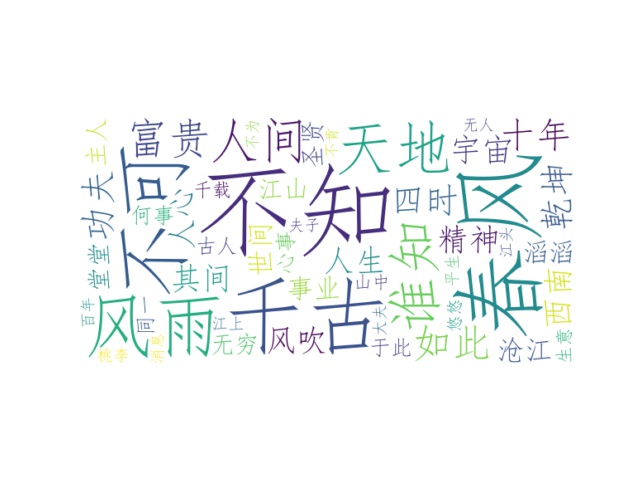 主人
富贵
人间
不为
圣贤
不肯
天地
无人
宇宙
十年
功夫
不可
人心
千载
江山
不知
四时
春风
乾坤
何事
夫子
古人
心事
世间
人生
精神
江头
滔滔
堂堂
其间
事业
山中
谁知
平生
西南
百年
风雨
同一
江上
无穷
千古
风吹
大夫
于此
如此
悠悠
沧江
生意
桃李
消息